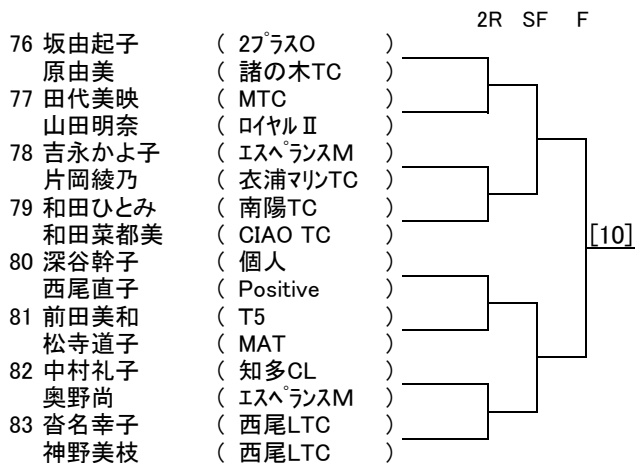 2R SF F
76 坂由起子 ( 2プラスO )
原由美 ( 諸の木TC )
77 田代美映 ( MTC )
山田明奈 ( ロイヤルⅡ )
78 吉永かよ子 ( エスペランスM )
片岡綾乃 ( 衣浦マリンTC )
79 和田ひとみ ( 南陽TC )
和田菜都美 ( CIAO TC )
[10]
80 深谷幹子 ( 個人 )
西尾直子 ( Positive )
81 前田美和 ( T5 )
松寺道子 ( MAT )
82 中村礼子 ( 知多CL )
奥野尚 ( エスペランスM )
83 沓名幸子 ( 西尾LTC )
神野美枝 ( 西尾LTC )